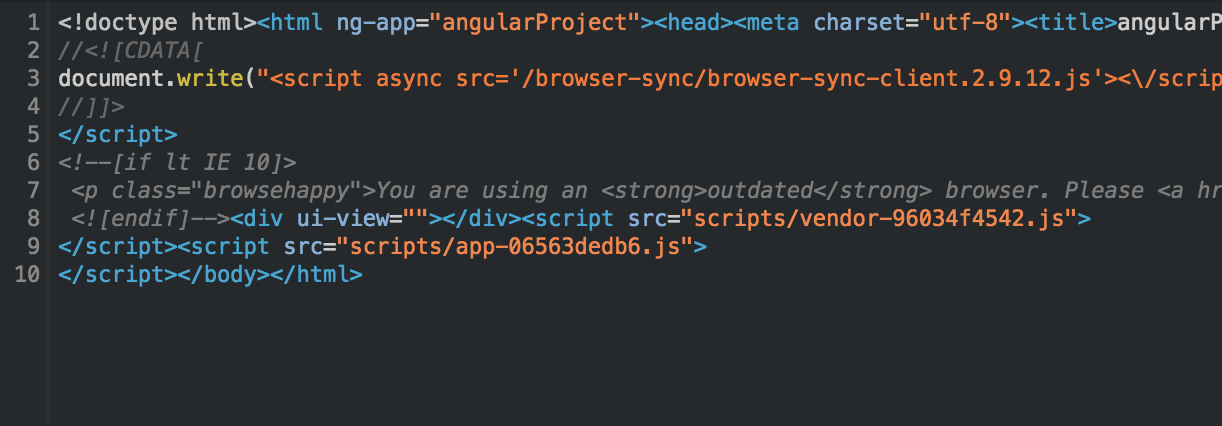 1 <!doctype html><html ng-app="angularProject"><head><meta charset="utf-8"><title>angularP
2 //<![CDATA[
3 document.write("<script async src='/browser-sync/browser-sync-client.2.9.12.js'><\/scrip
4 //]]>
5 </script>
6 <!--[if lt IE 10]>
7 <p class="browsehappy">You are using an <strong>outdated</strong> browser. Please <a hr
8 <![endif]--><div ui-view=""></div><script src="scripts/vendor-96034f4542.js">
9 </script><script src="scripts/app-06563dedb6.js">
10 </script></body></html>